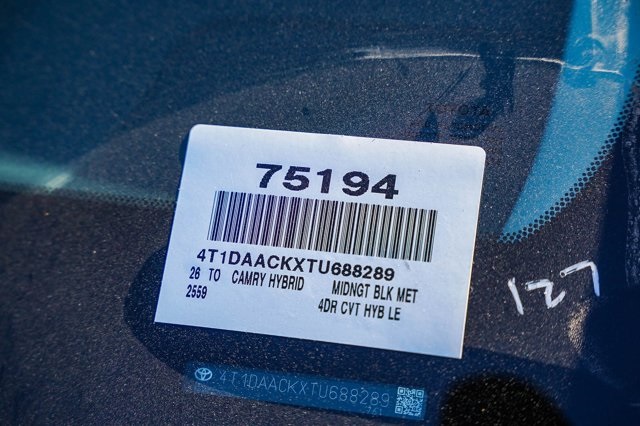 75194
4T1DAACKXTU688289
26 TO CAMRY HYBRID MIDNGT BLK MET
2559 4DR CVT HYB LE
127
4T1DAACKXTU688289